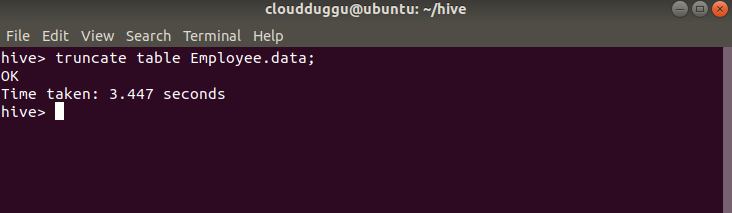 cloudduggu@ubuntu: ~/hive
File Edit View Search Terminal Help
hive> truncate table Employee.data;
OK
Time taken: 3.447 seconds
hive>